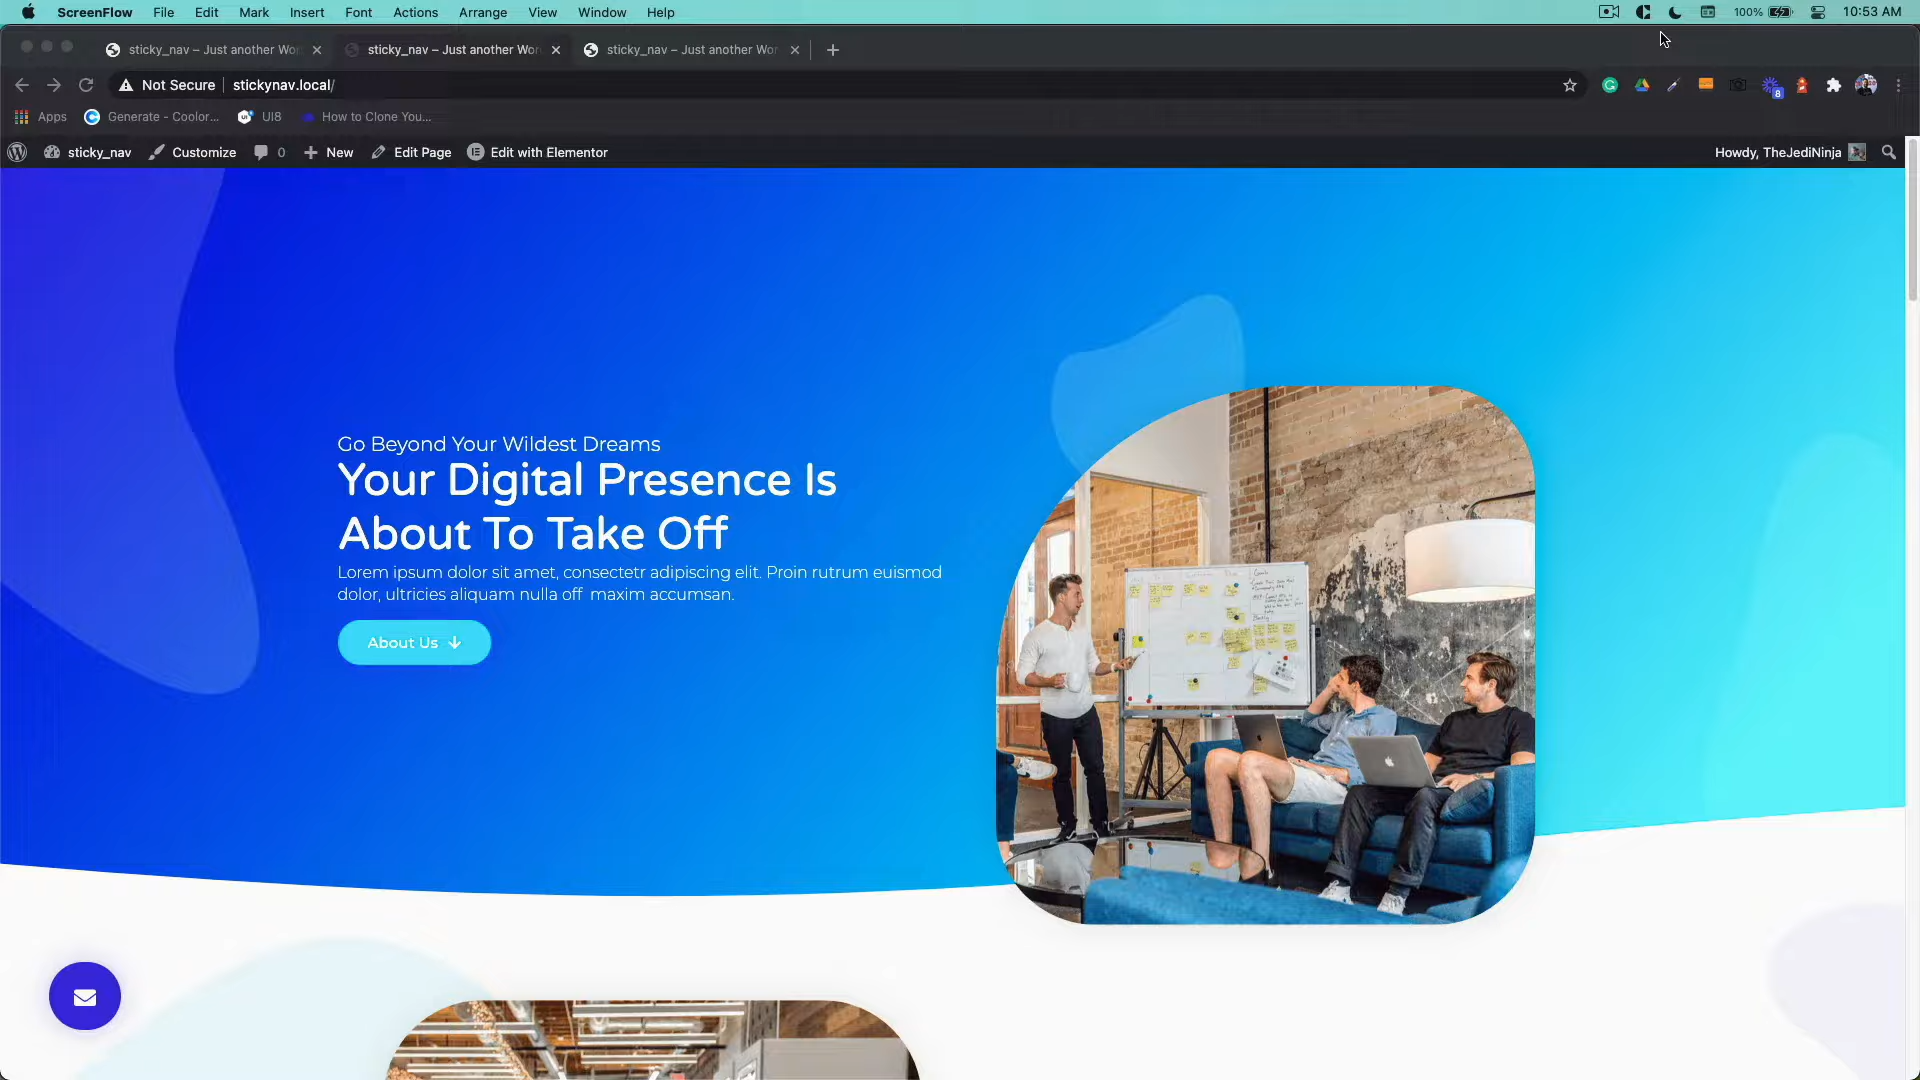 ScreenFlow File Edit Mark Insert Font Actions Arrange View Window Help 100% 10:53 AM
sticky_nav – Just another Wor sticky_nav – Just another Wor sticky_nav – Just another Wor
Not Secure stickynav.local/
8
Apps Generate - Coolor... UI8 How to Clone You...
sticky_nav Customize 0 New Edit Page Edit with Elementor Howdy, TheJediNinja
Go Beyond Your Wildest Dreams
Your Digital Presence Is
About To Take Off
Lorem ipsum dolor sit amet, consectetr adipiscing elit. Proin rutrum euismod
dolor, ultricies aliquam nulla off maxim accumsan.
About Us